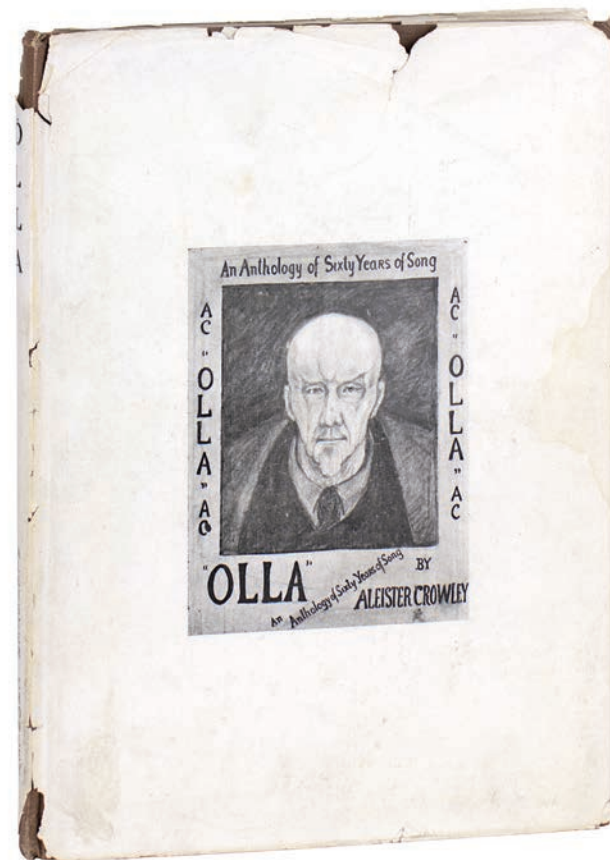 OLLA
An Anthology of Sixty Years of Song
AC "OLLA" AC
AC "OLLA" AC
"OLLA"
An Anthology of Sixty Years of Song
BY
ALEISTER CROWLEY